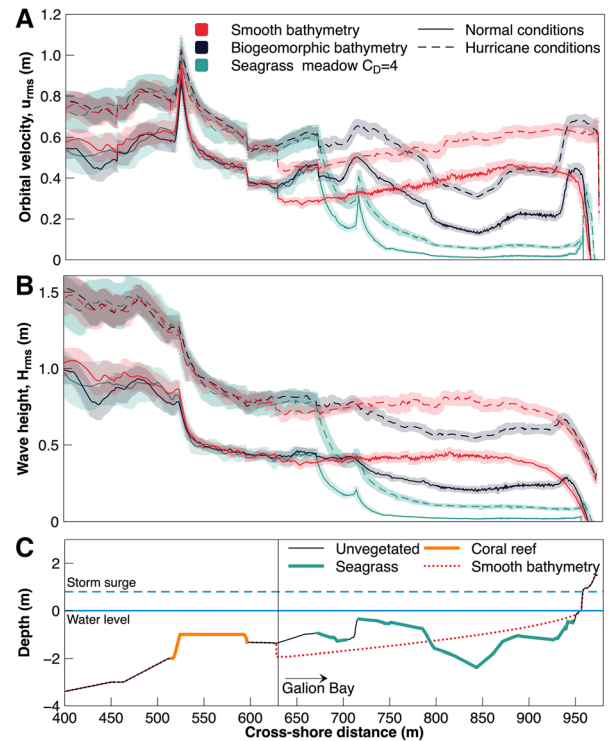 A
Smooth bathymetry
Biogeomorphic bathymetry
Seagrass meadow C_D=4
Normal conditions
Hurricane conditions
Orbital velocity, u_rms (m)
1.2
1.0
0.8
0.6
0.4
0.2
0
B
Wave height, H_rms (m)
1.5
1.0
0.5
0
C
Unvegetated
Seagrass
Coral reef
Smooth bathymetry
Storm surge
Water level
Galion Bay
Depth (m)
2
0
-2
-4
400 450 500 550 600 650 700 750 800 850 900 950
Cross-shore distance (m)